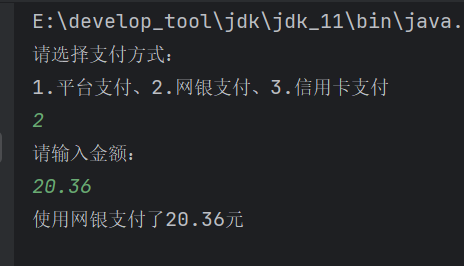 E:\develop_tool\jdk\jdk_11\bin\java.
请选择支付方式：
1.平台支付、2.网银支付、3.信用卡支付
2
请输入金额：
20.36
使用网银支付了20.36元